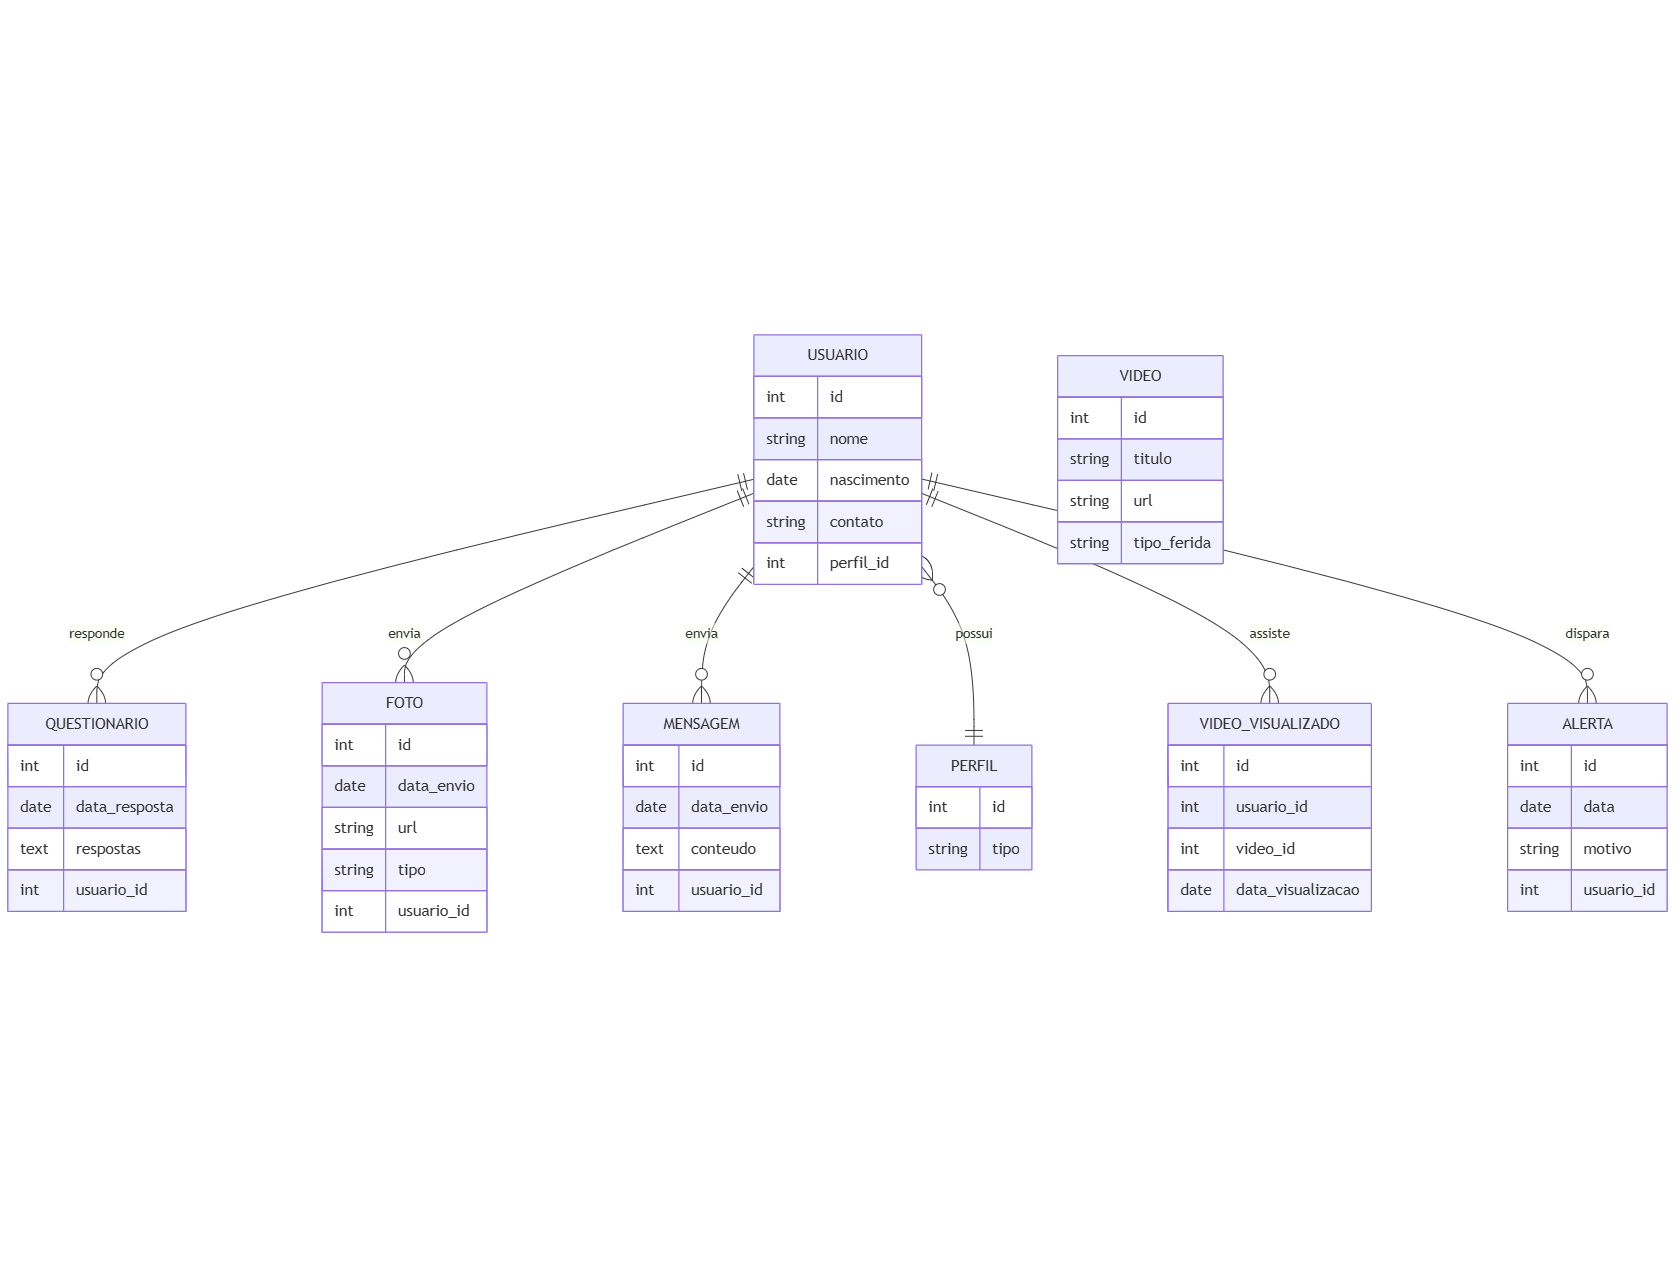 USUARIO
int id
string nome
date nascimento
string contato
int perfil_id
VIDEO
int id
string titulo
string url
string tipo_ferida
responde
envia
envia
possui
assiste
dispara
QUESTIONARIO
int id
date data_resposta
text respostas
int usuario_id
FOTO
int id
date data_envio
string url
string tipo
int usuario_id
MENSAGEM
int id
date data_envio
text conteudo
int usuario_id
PERFIL
int id
string tipo
VIDEO_VISUALIZADO
int id
int usuario_id
int video_id
date data_visualizacao
ALERTA
int id
date data
string motivo
int usuario_id